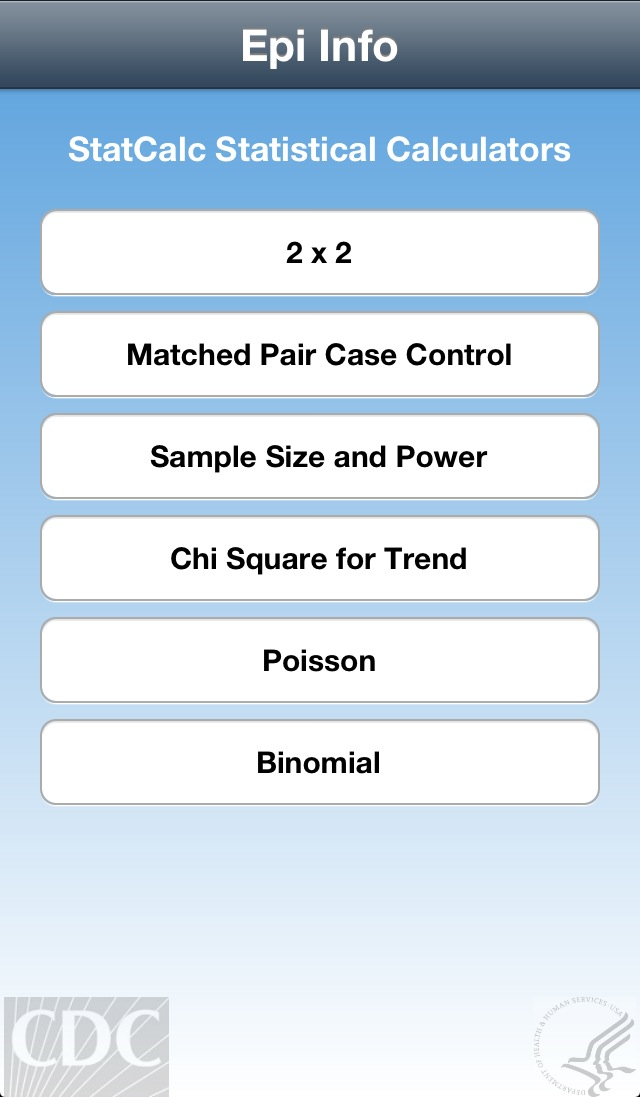 Epi Info
StatCalc Statistical Calculators
2 x 2
Matched Pair Case Control
Sample Size and Power
Chi Square for Trend
Poisson
Binomial
CDC
DEPARTMENT OF HEALTH & HUMAN SERVICES·USA